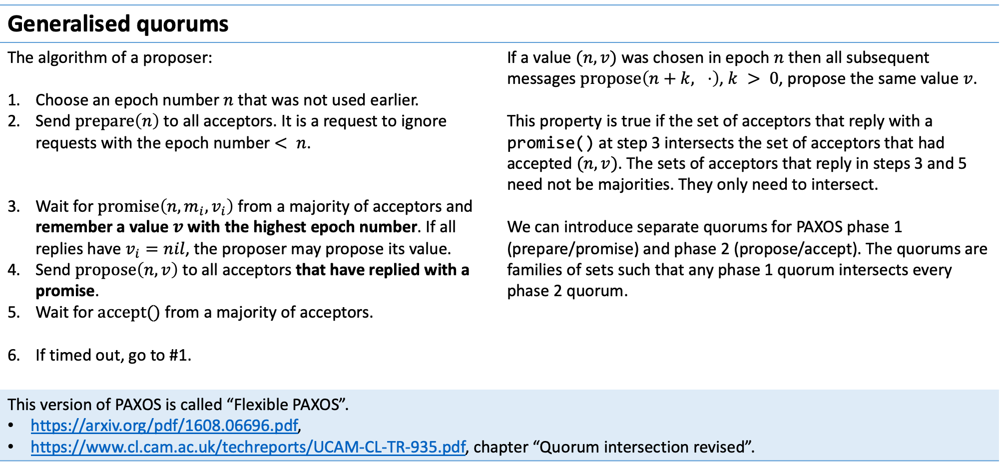 Generalised quorums
The algorithm of a proposer:
1. Choose an epoch number n that was not used earlier.
2. Send prepare(n) to all acceptors. It is a request to ignore
requests with the epoch number < n.
3. Wait for promise(n, mᵢ, vᵢ) from a majority of acceptors and
remember a value v with the highest epoch number. If all
replies have vᵢ = nil, the proposer may propose its value.
4. Send propose(n, v) to all acceptors that have replied with a
promise.
5. Wait for accept() from a majority of acceptors.
6. If timed out, go to #1.
If a value (n, v) was chosen in epoch n then all subsequent
messages propose(n + k, ·), k > 0, propose the same value v.
This property is true if the set of acceptors that reply with a
promise() at step 3 intersects the set of acceptors that had
accepted (n, v). The sets of acceptors that reply in steps 3 and 5
need not be majorities. They only need to intersect.
We can introduce separate quorums for PAXOS phase 1
(prepare/promise) and phase 2 (propose/accept). The quorums are
families of sets such that any phase 1 quorum intersects every
phase 2 quorum.
This version of PAXOS is called “Flexible PAXOS”.
• https://arxiv.org/pdf/1608.06696.pdf,
• https://www.cl.cam.ac.uk/techreports/UCAM-CL-TR-935.pdf, chapter “Quorum intersection revised”.